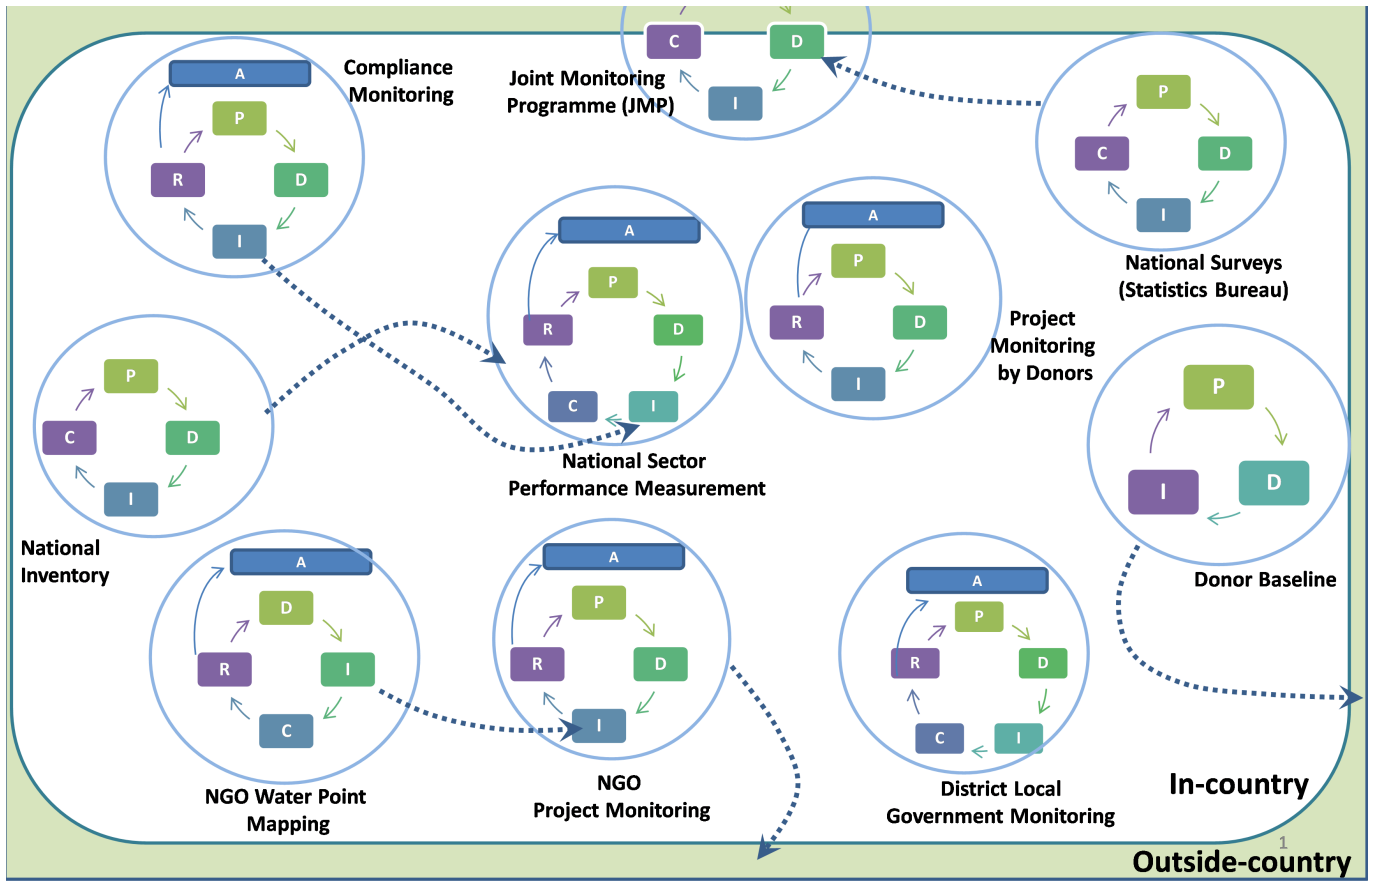 C
D
I
Joint Monitoring
Programme (JMP)
Compliance
Monitoring
A
P
R
D
I
P
C
D
I
National Surveys
(Statistics Bureau)
A
P
R
D
C
I
National Sector
Performance Measurement
A
P
R
D
I
Project
Monitoring
by Donors
P
C
D
I
National
Inventory
P
I
D
Donor Baseline
A
D
R
I
C
NGO Water Point
Mapping
A
P
R
D
I
NGO
Project Monitoring
A
P
R
D
C
I
District Local
Government Monitoring
In-country
1
Outside-country